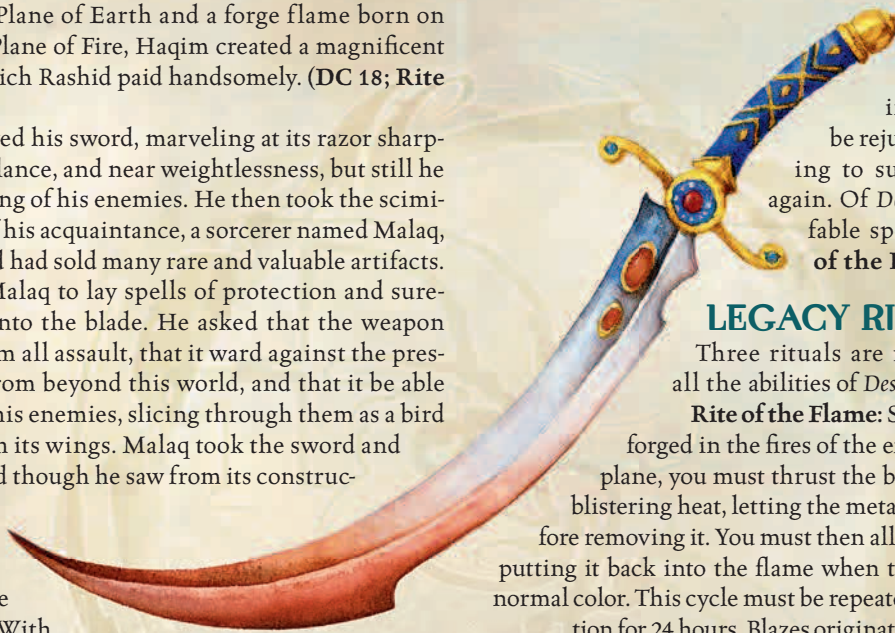 Plane of Earth and a forge flame born on
Plane of Fire, Haqim created a magnificent
ich Rashid paid handsomely. (DC 18; Rite
ed his sword, marveling at its razor sharp-
lance, and near weightlessness, but still he
ng of his enemies. He then took the scimi-
his acquaintance, a sorcerer named Malaq,
d had sold many rare and valuable artifacts.
Malaq to lay spells of protection and sure-
nto the blade. He asked that the weapon
m all assault, that it ward against the pres-
rom beyond this world, and that it be able
his enemies, slicing through them as a bird
n its wings. Malaq took the sword and
d though he saw from its construc-
e
With
i
be reju
ing to su
again. Of De
fable sp
of the
LEGACY RI
Three rituals are
all the abilities of Des
Rite of the Flame: S
forged in the fires of the e
plane, you must thrust the b
blistering heat, letting the meta
fore removing it. You must then all
putting it back into the flame when t
normal color. This cycle must be repeate
tion for 24 hours. Blazes originat